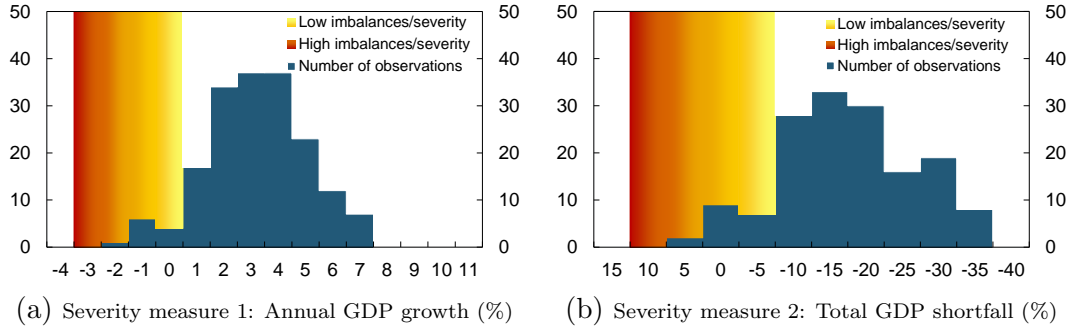 50 50 50 50
Low imbalances/severity Low imbalances/severity
High imbalances/severity High imbalances/severity
40 Number of observations 40 40 Number of observations 40
30 30 30 30
20 20 20 20
10 10 10 10
0 0 0 0
-4 -3 -2 -1 0 1 2 3 4 5 6 7 8 9 10 11 15 10 5 0 -5 -10 -15 -20 -25 -30 -35 -40
(a) Severity measure 1: Annual GDP growth (%) (b) Severity measure 2: Total GDP shortfall (%)